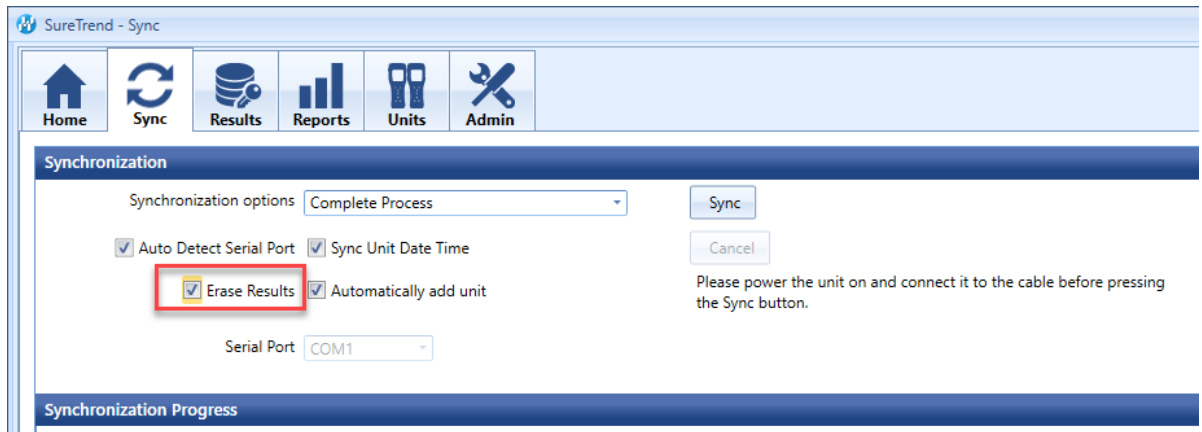 SureTrend - Sync
Home Sync Results Reports Units Admin
Synchronization
Synchronization options Complete Process Sync
Auto Detect Serial Port Sync Unit Date Time Cancel
Erase Results Automatically add unit
Please power the unit on and connect it to the cable before pressing
the Sync button.
Serial Port COM1
Synchronization Progress